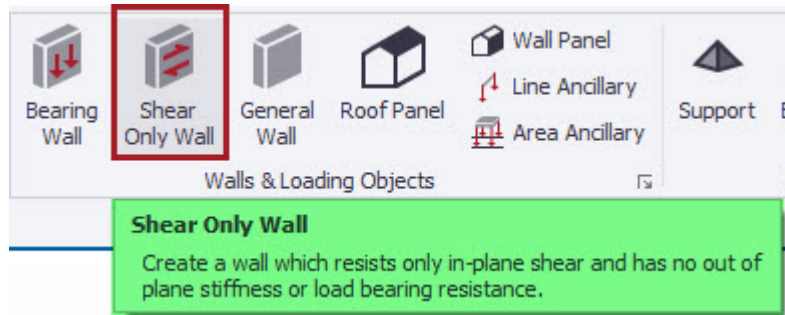 Bearing
Wall
Shear
Only Wall
General
Wall
Roof Panel
Wall Panel
Line Ancillary
Area Ancillary
Support
Walls & Loading Objects
Shear Only Wall
Create a wall which resists only in-plane shear and has no out of
plane stiffness or load bearing resistance.